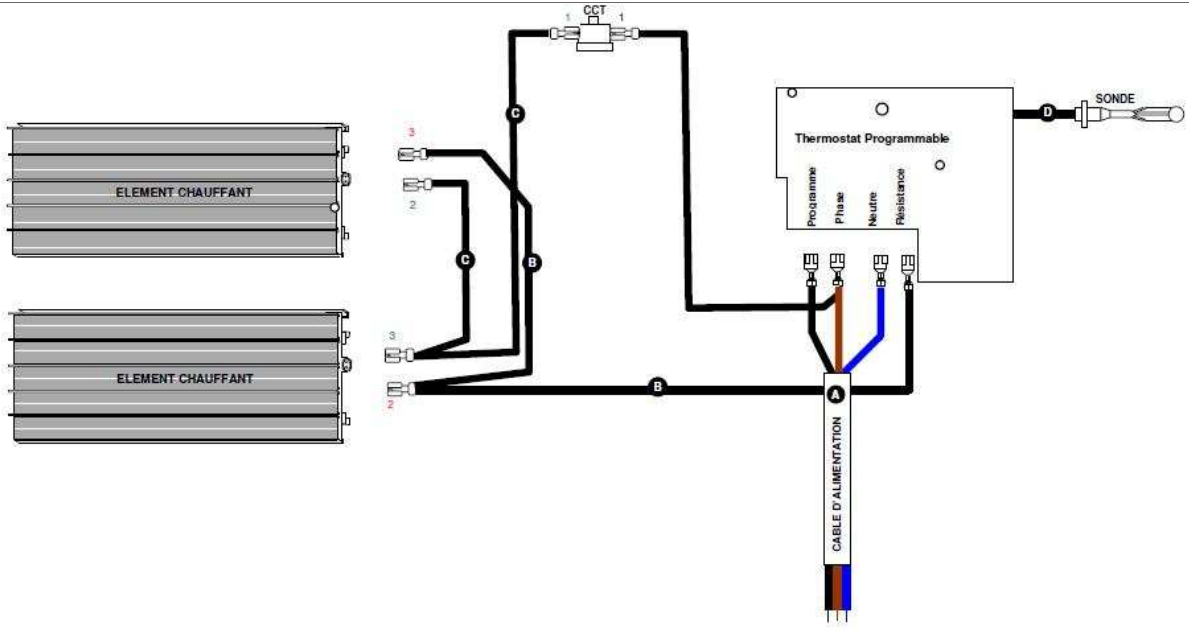 CCT
1
1
C
3
2
C
B
3
2
B
ELEMENT CHAUFFANT
ELEMENT CHAUFFANT
Thermostat Programmable
Programme
Phase
Neutre
Résistance
D
SONDE
A
CABLE D'ALIMENTATION